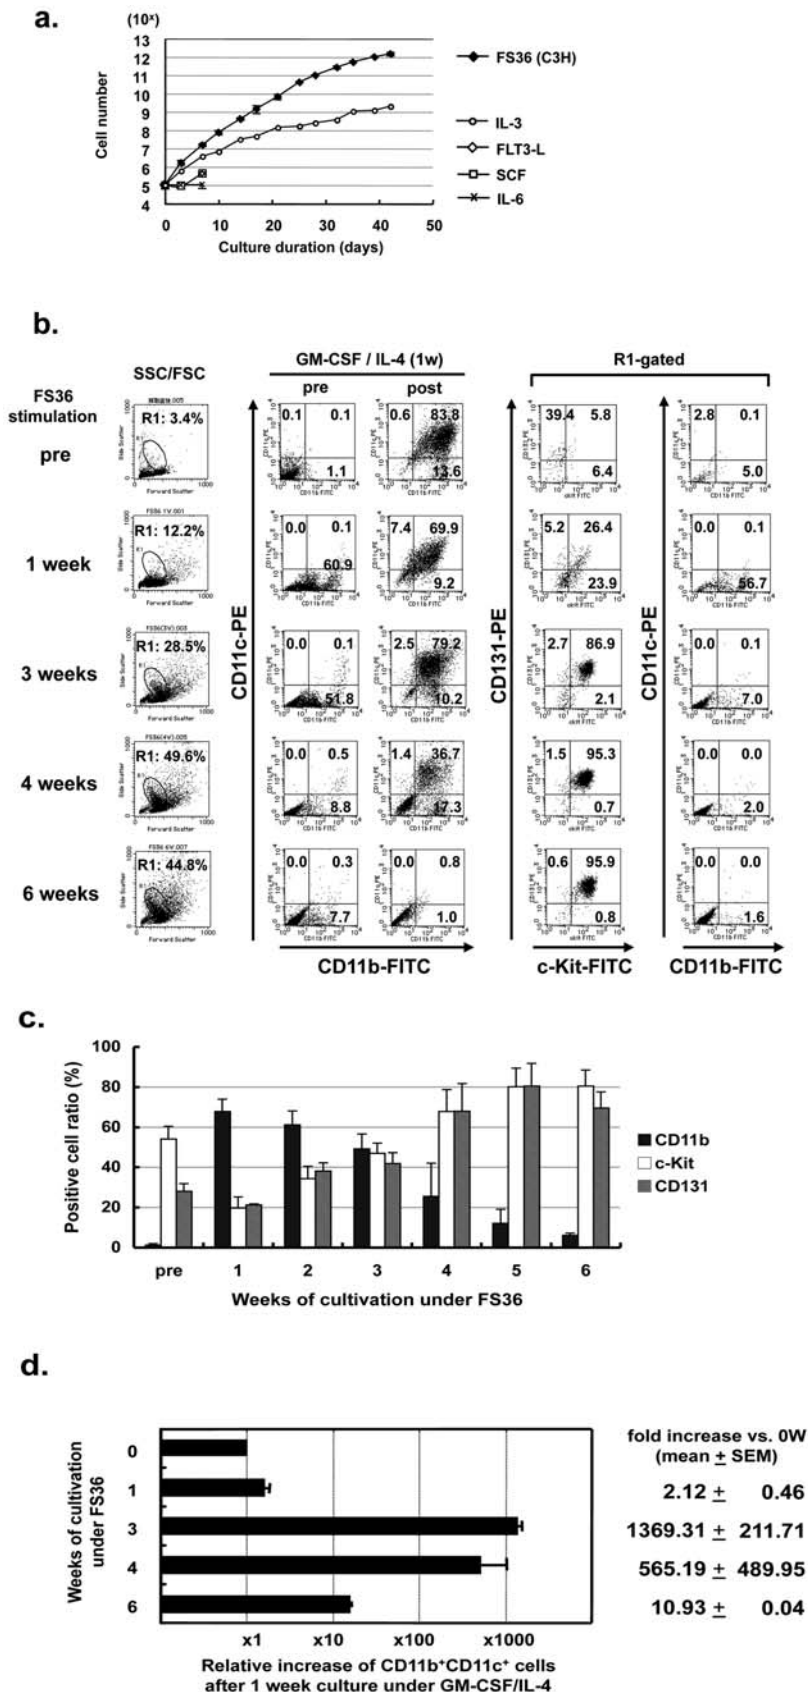 a.
(10ˣ)
13
12
11
10
9
8
7
6
5
4
Cell number
0 10 20 30 40 50
Culture duration (days)
FS36 (C3H)
IL-3
FLT3-L
SCF
IL-6
b.
FS36
stimulation
SSC/FSC
GM-CSF / IL-4 (1w)
pre post
R1-gated
pre
R1: 3.4%
0.1 0.1
1.1
0.6 83.8
13.6
39.4 5.8
6.4
2.8 0.1
5.0
1 week
R1: 12.2%
0.0 0.1
60.9
7.4 69.9
9.2
5.2 26.4
23.9
0.0 0.1
56.7
3 weeks
R1: 28.5%
0.0 0.1
51.8
2.5 79.2
10.2
2.7 86.9
2.1
0.0 0.1
7.0
4 weeks
R1: 49.6%
0.0 0.5
8.8
1.4 36.7
17.3
1.5 95.3
0.7
0.0 0.0
2.0
6 weeks
R1: 44.8%
0.0 0.3
7.7
0.0 0.8
1.0
0.6 95.9
0.8
0.0 0.0
1.6
CD11c-PE
CD131-PE
CD11c-PE
CD11b-FITC
c-Kit-FITC
CD11b-FITC
c.
100
80
60
40
20
0
Positive cell ratio (%)
pre 1 2 3 4 5 6
Weeks of cultivation under FS36
CD11b
c-Kit
CD131
d.
Weeks of cultivation
under FS36
0
1
3
4
6
x1 x10 x100 x1000
Relative increase of CD11b⁺CD11c⁺ cells
after 1 week culture under GM-CSF/IL-4
fold increase vs. 0W
(mean ± SEM)
2.12 ± 0.46
1369.31 ± 211.71
565.19 ± 489.95
10.93 ± 0.04